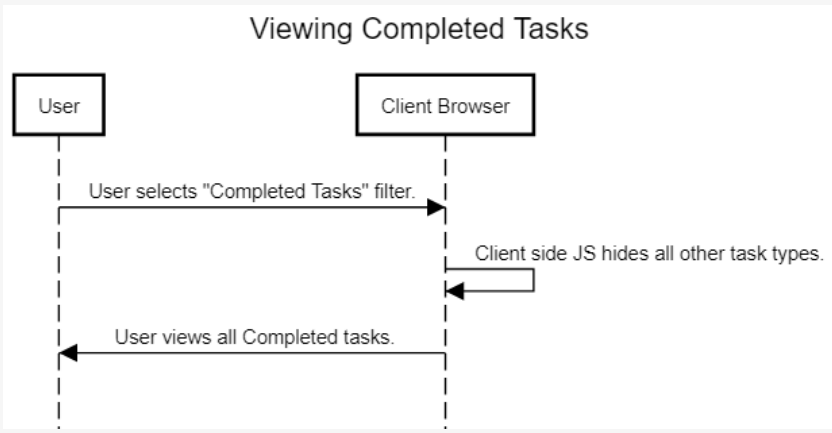 Viewing Completed Tasks
User
Client Browser
User selects "Completed Tasks" filter.
Client side JS hides all other task types.
User views all Completed tasks.